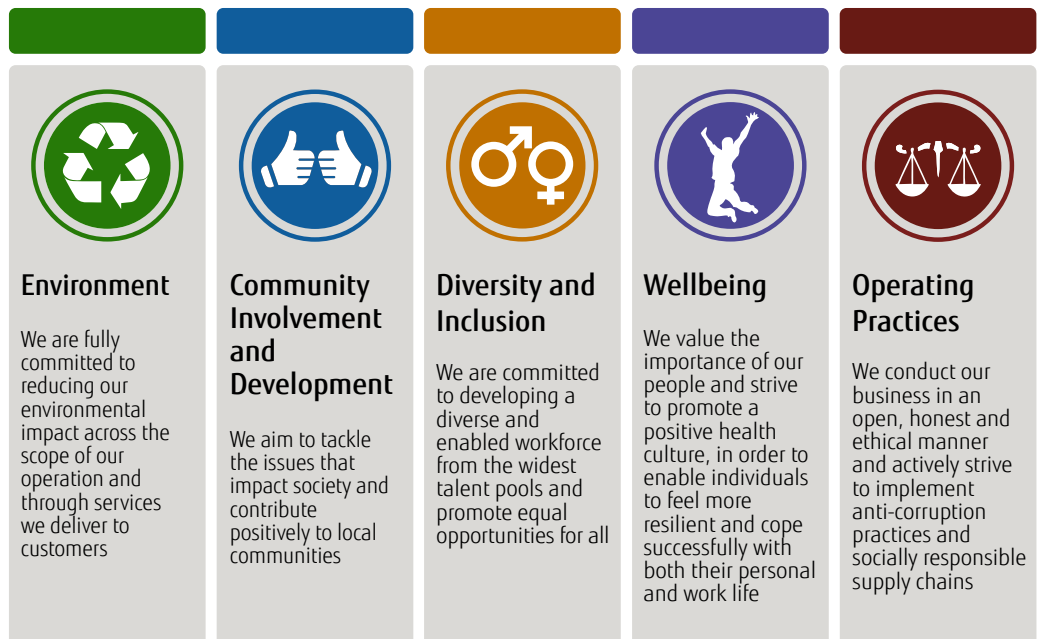 Environment
We are fully
committed to
reducing our
environmental
impact across the
scope of our
operation and
through services
we deliver to
customers
Community
Involvement
and
Development
We aim to tackle
the issues that
impact society and
contribute
positively to local
communities
Diversity and
Inclusion
We are committed
to developing a
diverse and
enabled workforce
from the widest
talent pools and
promote equal
opportunities for all
Wellbeing
We value the
importance of our
people and strive
to promote a
positive health
culture, in order to
enable individuals
to feel more
resilient and cope
successfully with
both their personal
and work life
Operating
Practices
We conduct our
business in an
open, honest and
ethical manner
and actively strive
to implement
anti-corruption
practices and
socially responsible
supply chains